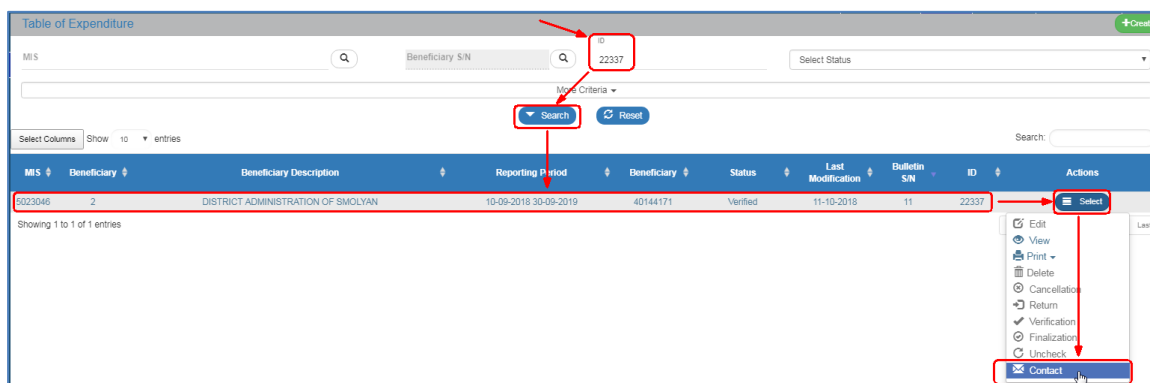 Table of Expenditure
+Creat
MIS
Beneficiary S/N
ID
22337
Select Status
More Criteria
Search
Reset
Select Columns Show 10 entries
Search:
MIS Beneficiary Beneficiary Description Reporting Period Beneficiary Status Last Modification Bulletin S/N ID Actions
5023046 2 DISTRICT ADMINISTRATION OF SMOLYAN 10-09-2018 30-09-2019 40144171 Verified 11-10-2018 11 22337 Select
Showing 1 to 1 of 1 entries
Las
Edit
View
Print
Delete
Cancellation
Return
Verification
Finalization
Uncheck
Contact